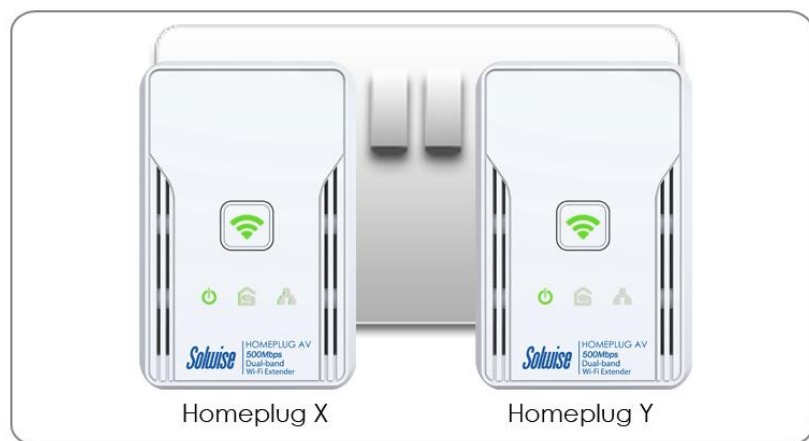 Solwise
HOMEPLUG AV
500Mbps
Dual-band
Wi-Fi Extender
Solwise
HOMEPLUG AV
500Mbps
Dual-band
Wi-Fi Extender
Homeplug X
Homeplug Y